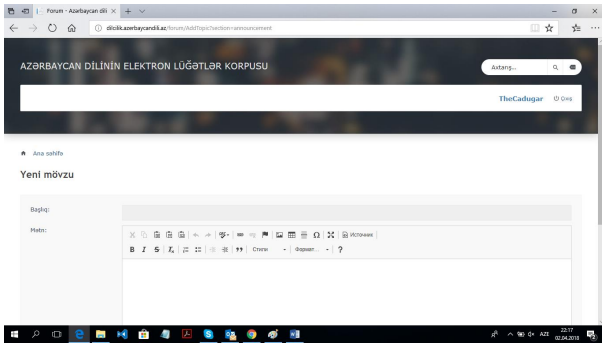 Forum - Azərbaycan dili
dilcilik.azerbaycandili.az/forum/AddTopic?section=announcement
AZƏRBAYCAN DİLİNİN ELEKTRON LÜĞƏTLƏR KORPUSU
Axtarış...
TheCadugar Çıxış
Ana səhifə
Yeni mövzu
Başlıq:
Mətn:
Источник
B I S Ix
Стили Формат... ?
AZE
22:17
02.04.2018